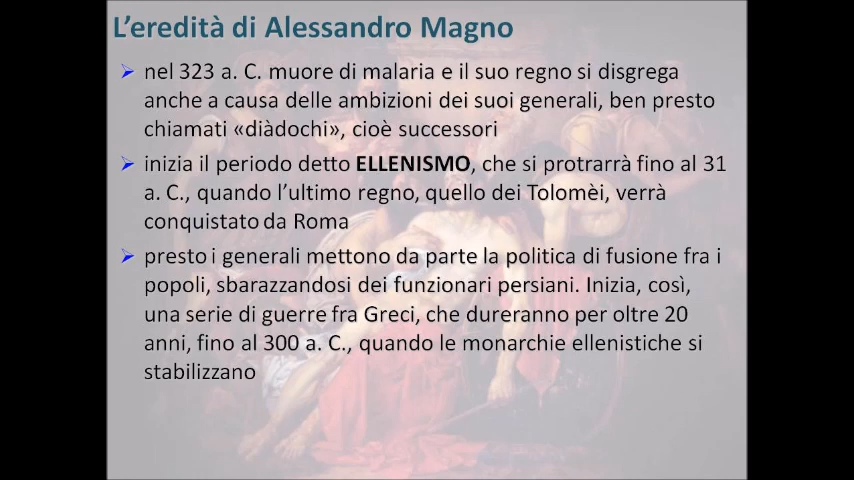 L'eredità di Alessandro Magno
nel 323 a. C. muore di malaria e il suo regno si disgrega
anche a causa delle ambizioni dei suoi generali, ben presto
chiamati «diàdochi», cioè successori
inizia il periodo detto ELLENISMO, che si protrarrà fino al 31
a. C., quando l'ultimo regno, quello dei Tolomèi, verrà
conquistato da Roma
presto i generali mettono da parte la politica di fusione fra i
popoli, sbarazzandosi dei funzionari persiani. Inizia, così,
una serie di guerre fra Greci, che dureranno per oltre 20
anni, fino al 300 a. C., quando le monarchie ellenistiche si
stabilizzano